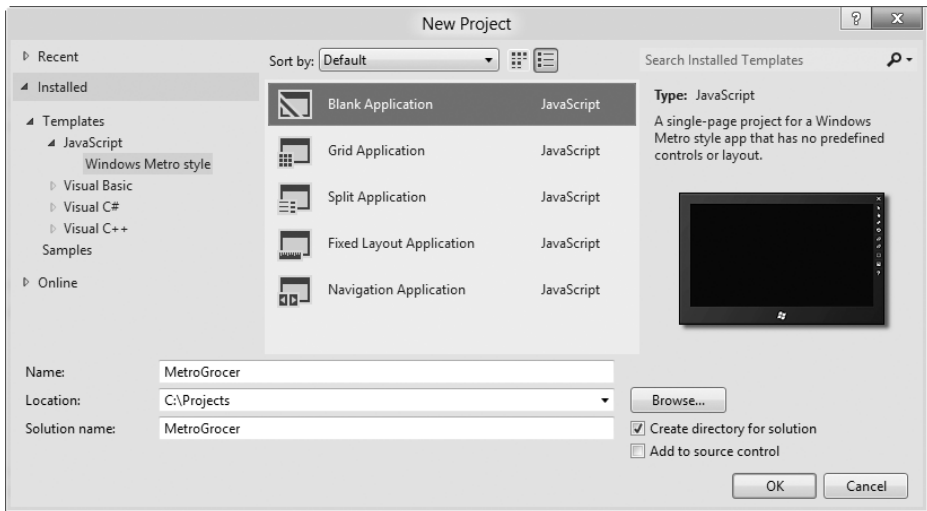 New Project
Recent
Installed
Templates
JavaScript
Windows Metro style
Visual Basic
Visual C#
Visual C++
Samples
Online
Sort by: Default
Blank Application JavaScript
Grid Application JavaScript
Split Application JavaScript
Fixed Layout Application JavaScript
Navigation Application JavaScript
Search Installed Templates
Type: JavaScript
A single-page project for a Windows
Metro style app that has no predefined
controls or layout.
Name: MetroGrocer
Location: C:\Projects
Browse...
Solution name: MetroGrocer
Create directory for solution
Add to source control
OK Cancel